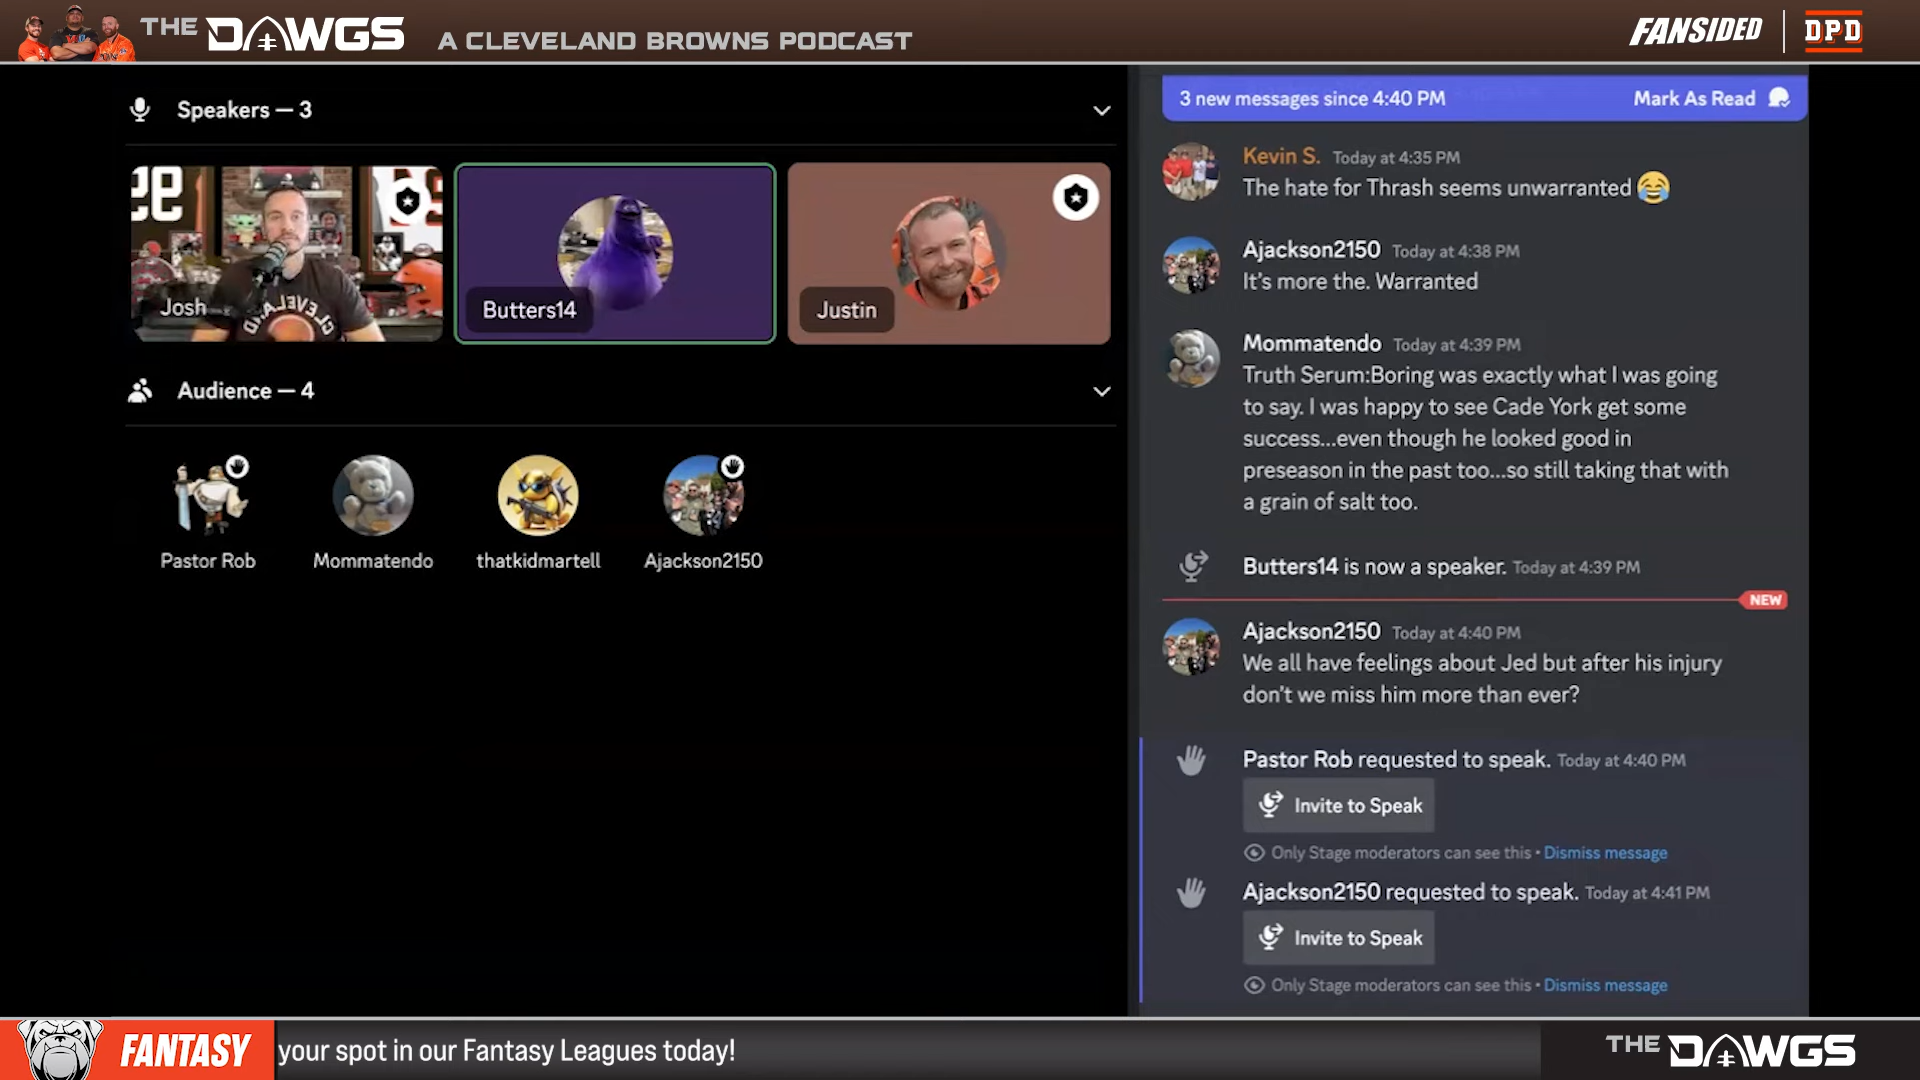 THE DAWGS A CLEVELAND BROWNS PODCAST
FANSIDED DPD
Speakers — 3
Josh
Butters14
Justin
Audience — 4
Pastor Rob
Mommatendo
thatkidmartell
Ajackson2150
3 new messages since 4:40 PM Mark As Read
Kevin S. Today at 4:35 PM
The hate for Thrash seems unwarranted 😂
Ajackson2150 Today at 4:38 PM
It's more the. Warranted
Mommatendo Today at 4:39 PM
Truth Serum:Boring was exactly what I was going
to say. I was happy to see Cade York get some
success...even though he looked good in
preseason in the past too...so still taking that with
a grain of salt too.
Butters14 is now a speaker. Today at 4:39 PM
NEW
Ajackson2150 Today at 4:40 PM
We all have feelings about Jed but after his injury
don't we miss him more than ever?
Pastor Rob requested to speak. Today at 4:40 PM
Invite to Speak
Only Stage moderators can see this • Dismiss message
Ajackson2150 requested to speak. Today at 4:41 PM
Invite to Speak
Only Stage moderators can see this • Dismiss message
FANTASY your spot in our Fantasy Leagues today!
THE DAWGS